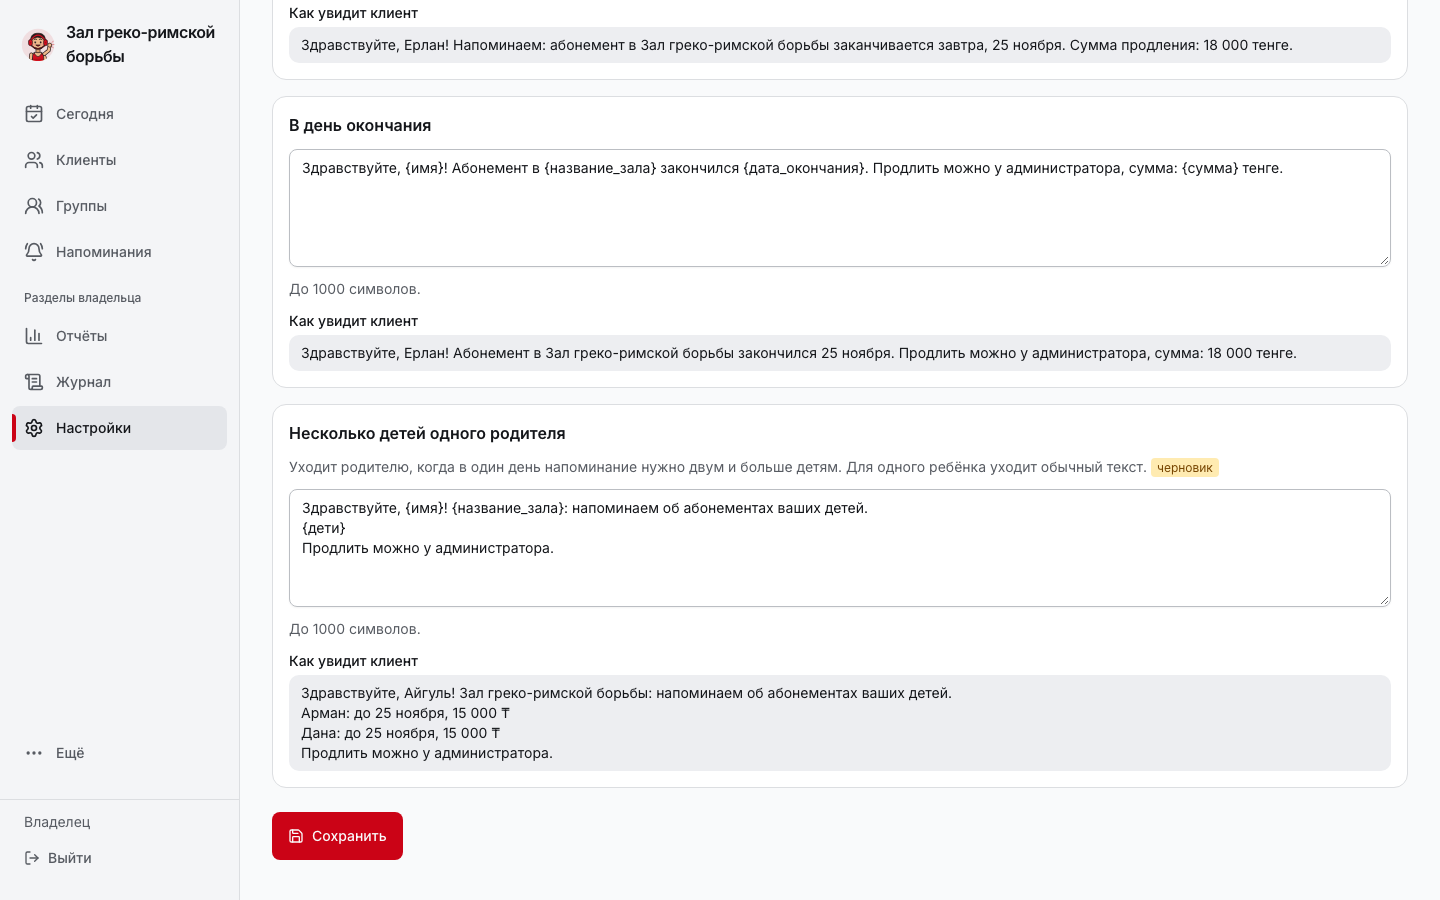 Зал греко-римской
борьбы
Сегодня
Клиенты
Группы
Напоминания
Разделы владельца
Отчёты
Журнал
Настройки
Ещё
Владелец
Выйти
Как увидит клиент
Здравствуйте, Ерлан! Напоминаем: абонемент в Зал греко-римской борьбы заканчивается завтра, 25 ноября. Сумма продления: 18 000 тенге.
В день окончания
Здравствуйте, {имя}! Абонемент в {название_зала} закончился {дата_окончания}. Продлить можно у администратора, сумма: {сумма} тенге.
До 1000 символов.
Как увидит клиент
Здравствуйте, Ерлан! Абонемент в Зал греко-римской борьбы закончился 25 ноября. Продлить можно у администратора, сумма: 18 000 тенге.
Несколько детей одного родителя
Уходит родителю, когда в один день напоминание нужно двум и больше детям. Для одного ребёнка уходит обычный текст. черновик
Здравствуйте, {имя}! {название_зала}: напоминаем об абонементах ваших детей.
{дети}
Продлить можно у администратора.
До 1000 символов.
Как увидит клиент
Здравствуйте, Айгуль! Зал греко-римской борьбы: напоминаем об абонементах ваших детей.
Арман: до 25 ноября, 15 000 ₸
Дана: до 25 ноября, 15 000 ₸
Продлить можно у администратора.
Сохранить